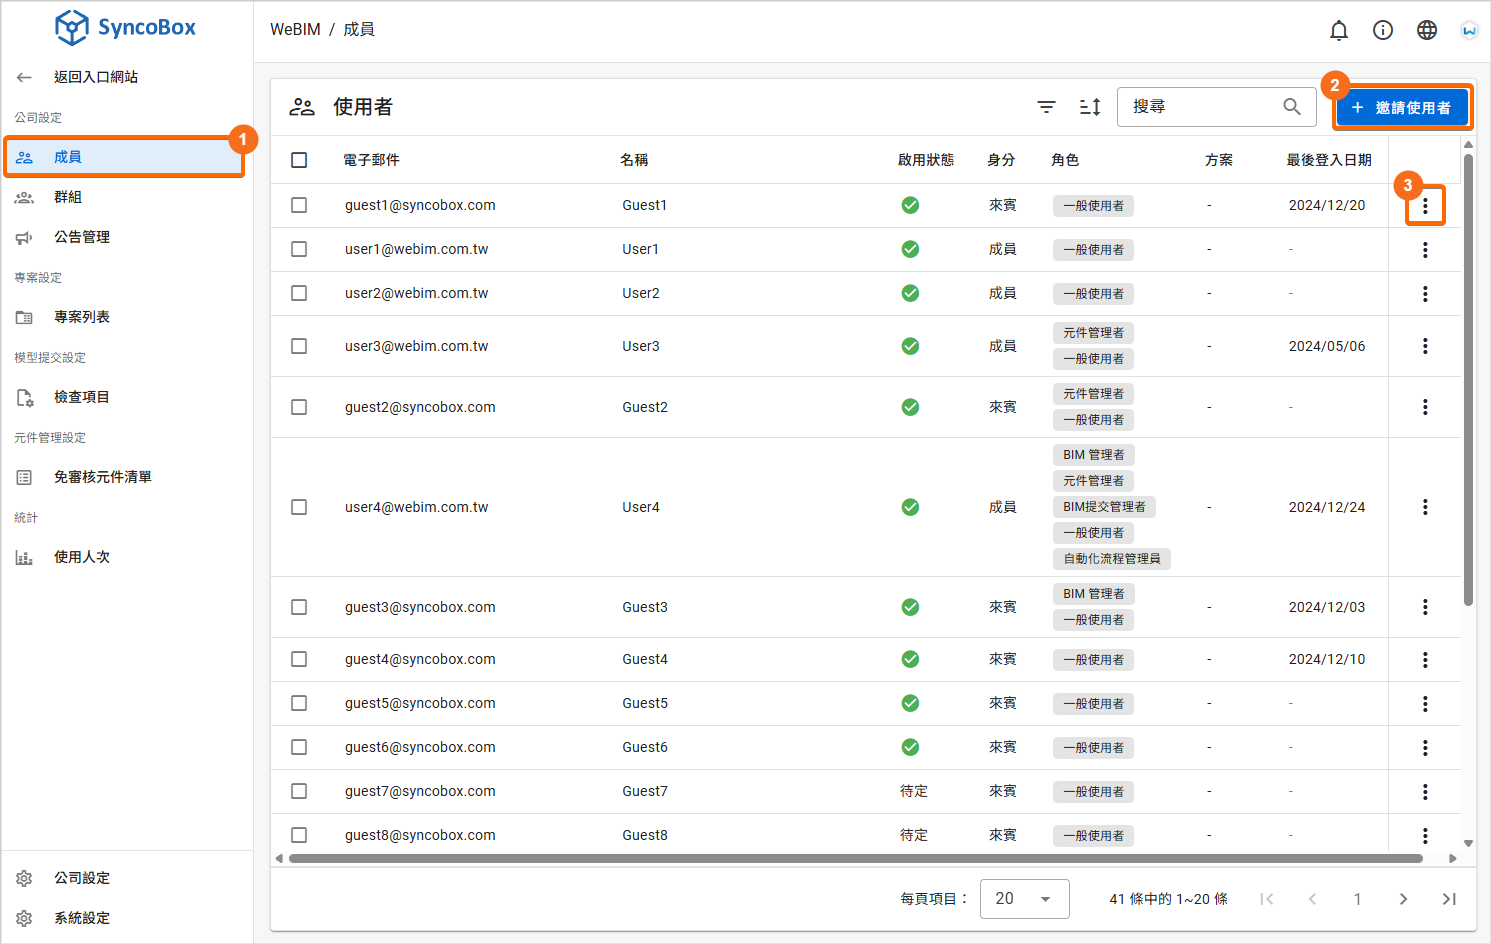 SyncoBox
WeBIM / 成員
返回入口網站
公司設定
1
成員
群組
公告管理
專案設定
專案列表
模型提交設定
檢查項目
元件管理設定
免審核元件清單
統計
使用人次
公司設定
系統設定
使用者
搜尋
2
+ 邀請使用者
電子郵件 名稱 啟用狀態 身分 角色 方案 最後登入日期
3
guest1@syncobox.com Guest1 來賓 一般使用者 - 2024/12/20
user1@webim.com.tw User1 成員 一般使用者 - -
user2@webim.com.tw User2 成員 一般使用者 - -
user3@webim.com.tw User3 成員 元件管理者 - 2024/05/06
一般使用者
guest2@syncobox.com Guest2 來賓 元件管理者 - -
一般使用者
user4@webim.com.tw User4 成員 BIM 管理者 - 2024/12/24
元件管理者
BIM提交管理者
一般使用者
自動化流程管理員
guest3@syncobox.com Guest3 來賓 BIM 管理者 - 2024/12/03
一般使用者
guest4@syncobox.com Guest4 來賓 一般使用者 - 2024/12/10
guest5@syncobox.com Guest5 來賓 一般使用者 - -
guest6@syncobox.com Guest6 來賓 一般使用者 - -
guest7@syncobox.com Guest7 待定 來賓 一般使用者 - -
guest8@syncobox.com Guest8 待定 來賓 一般使用者 - -
每頁項目： 20 41 條中的 1~20 條 1